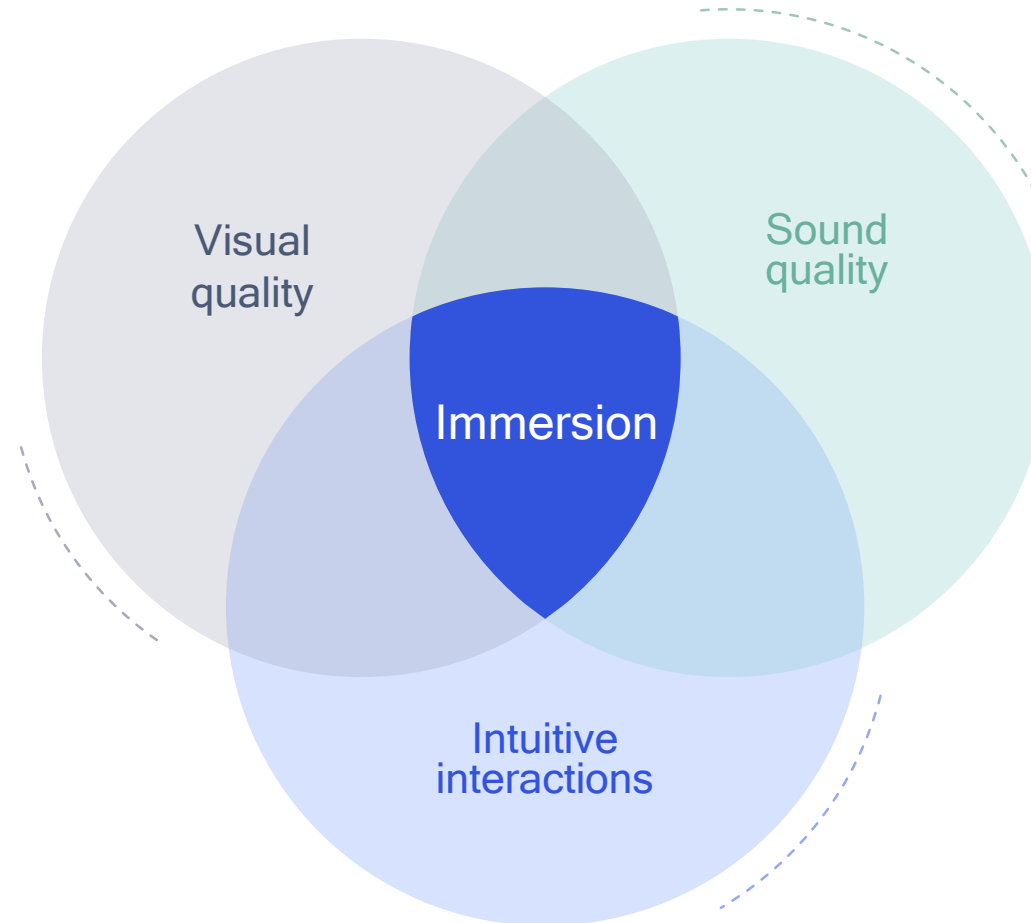 Visual
quality
Sound
quality
Immersion
Intuitive
interactions